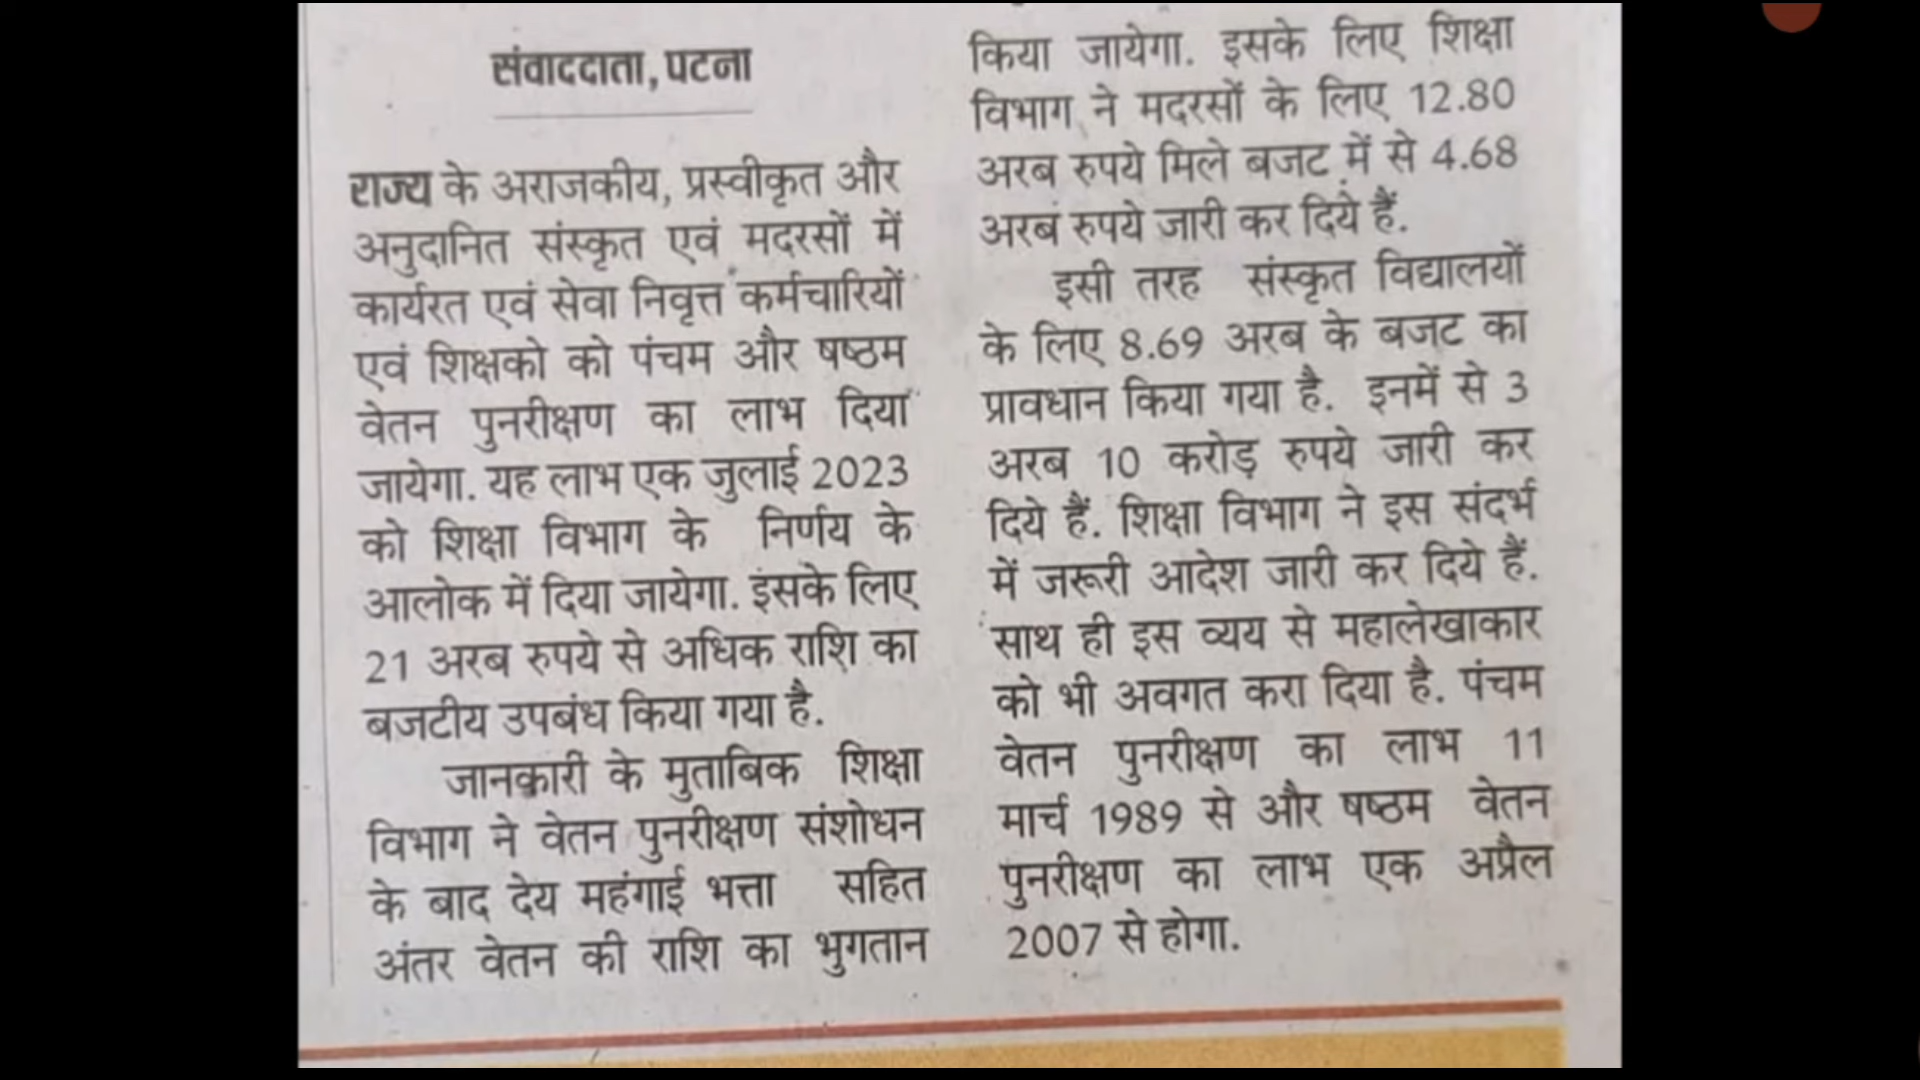 संवाददाता, पटना
राज्य के अराजकीय, प्रस्वीकृत और
अनुदानित संस्कृत एवं मदरसों में
कार्यरत एवं सेवा निवृत्त कर्मचारियों
एवं शिक्षको को पंचम और षष्ठम
वेतन पुनरीक्षण का लाभ दिया
जायेगा. यह लाभ एक जुलाई 2023
को शिक्षा विभाग के निर्णय के
आलोक में दिया जायेगा. इसके लिए
21 अरब रुपये से अधिक राशि का
बजटीय उपबंध किया गया है.
जानकारी के मुताबिक शिक्षा
विभाग ने वेतन पुनरीक्षण संशोधन
के बाद देय महंगाई भत्ता सहित
अंतर वेतन की राशि का भुगतान
किया जायेगा. इसके लिए शिक्षा
विभाग ने मदरसों के लिए 12.80
अरब रुपये मिले बजट में से 4.68
अरब रुपये जारी कर दिये हैं.
इसी तरह संस्कृत विद्यालयों
के लिए 8.69 अरब के बजट का
प्रावधान किया गया है. इनमें से 3
अरब 10 करोड़ रुपये जारी कर
दिये हैं. शिक्षा विभाग ने इस संदर्भ
में जरूरी आदेश जारी कर दिये हैं.
साथ ही इस व्यय से महालेखाकार
को भी अवगत करा दिया है. पंचम
वेतन पुनरीक्षण का लाभ 11
मार्च 1989 से और षष्ठम वेतन
पुनरीक्षण का लाभ एक अप्रैल
2007 से होगा.